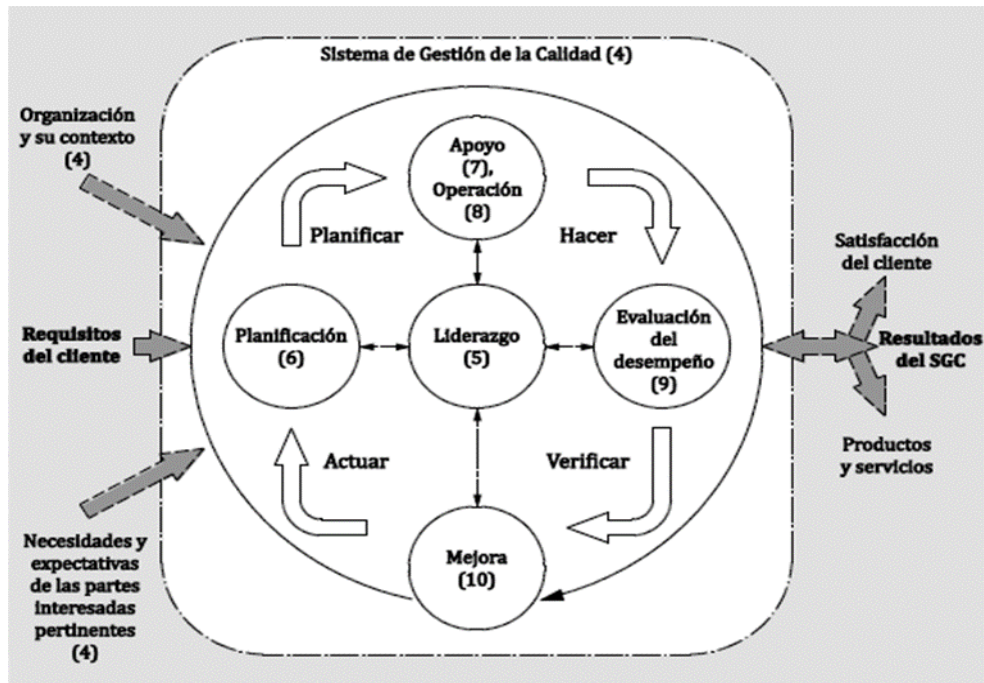 Sistema de Gestión de la Calidad (4)
Organización
y su contexto
(4)
Requisitos
del cliente
Necesidades y
expectativas
de las partes
interesadas
pertinentes
(4)
Apoyo
(7),
Operación
(8)
Planificar
Hacer
Planificación
(6)
Liderazgo
(5)
Evaluación
del
desempeño
(9)
Actuar
Verificar
Mejora
(10)
Satisfacción
del cliente
Resultados
del SGC
Productos
y servicios